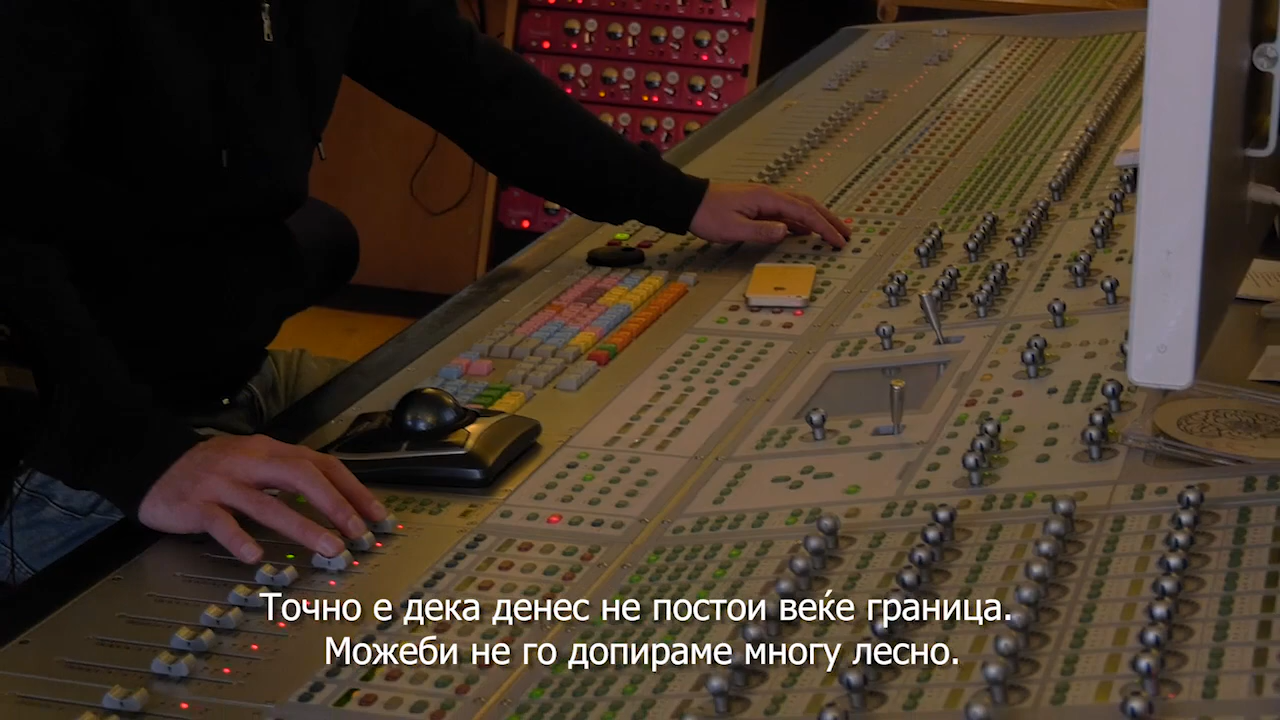 Точно е дека денес не постои веќе граница.
Можеби не го допираме многу лесно.